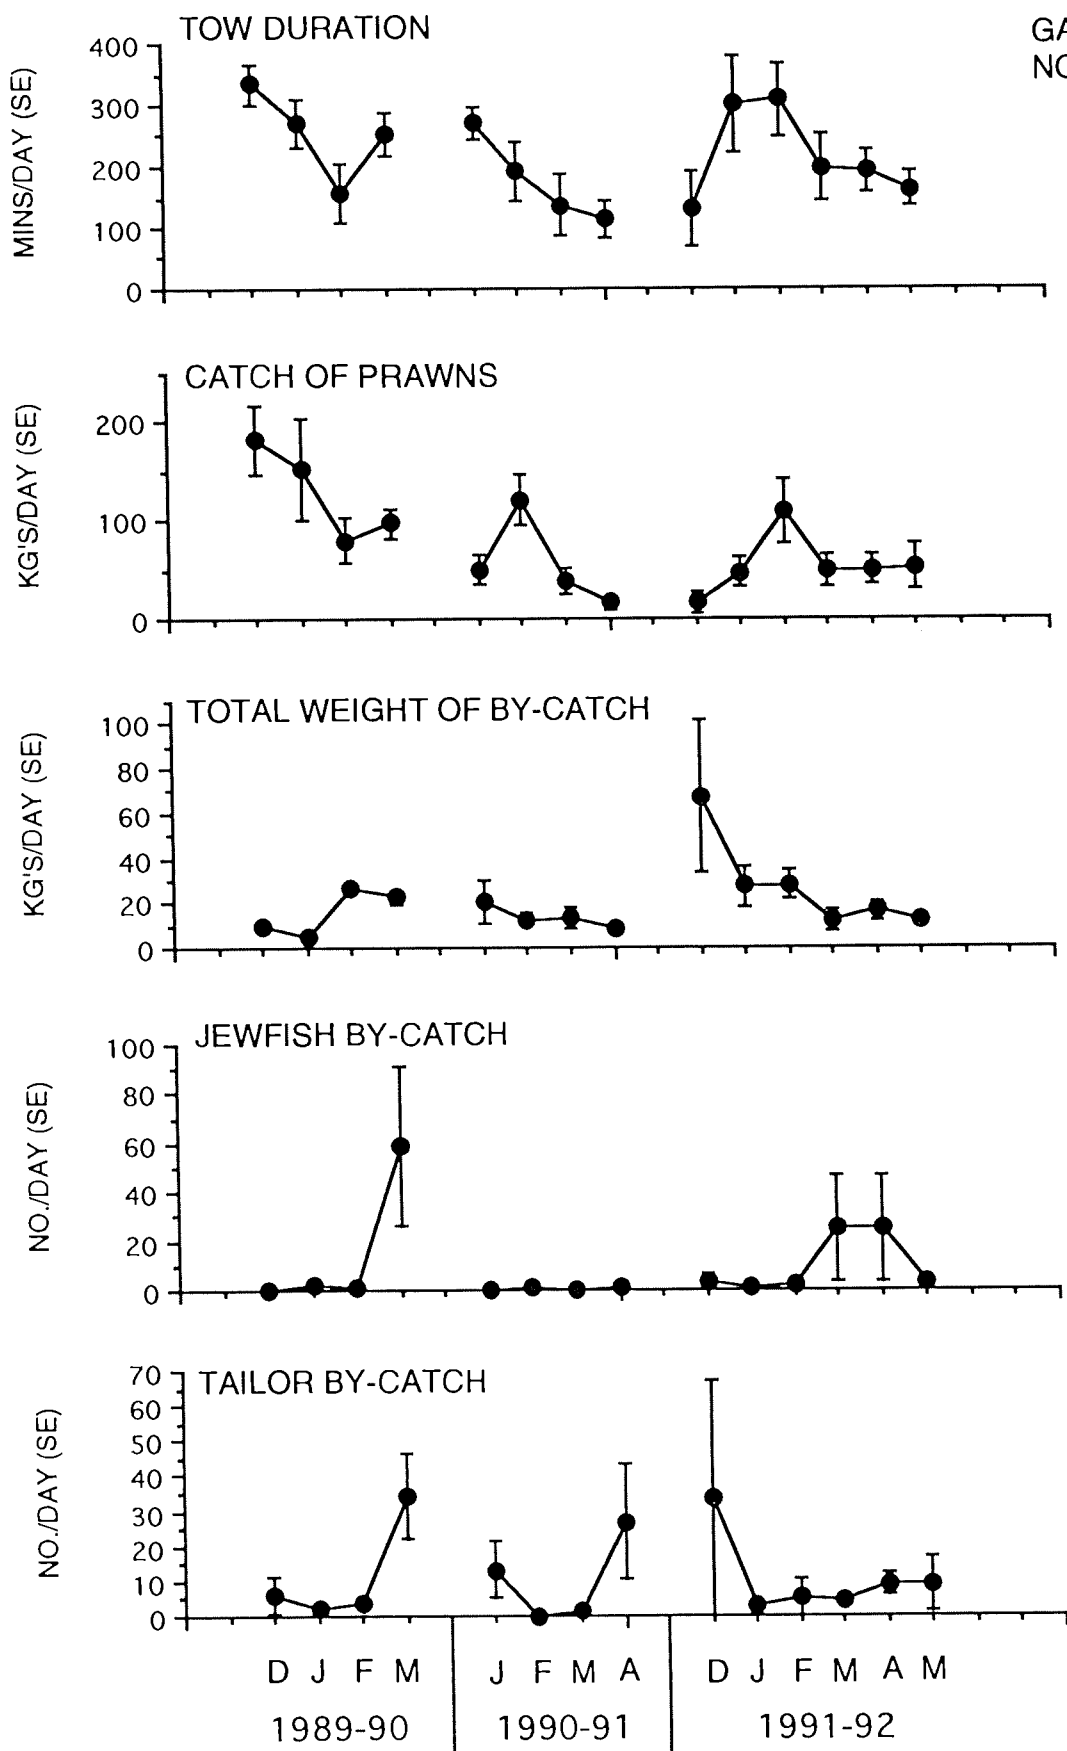 TOW DURATION
GA
NO
MINS/DAY (SE)
400
300
200
100
0
CATCH OF PRAWNS
KG'S/DAY (SE)
200
100
0
TOTAL WEIGHT OF BY-CATCH
KG'S/DAY (SE)
100
80
60
40
20
0
JEWFISH BY-CATCH
NO./DAY (SE)
100
80
60
40
20
0
TAILOR BY-CATCH
NO./DAY (SE)
70
60
50
40
30
20
10
0
D J F M J F M A D J F M A M
1989-90 1990-91 1991-92